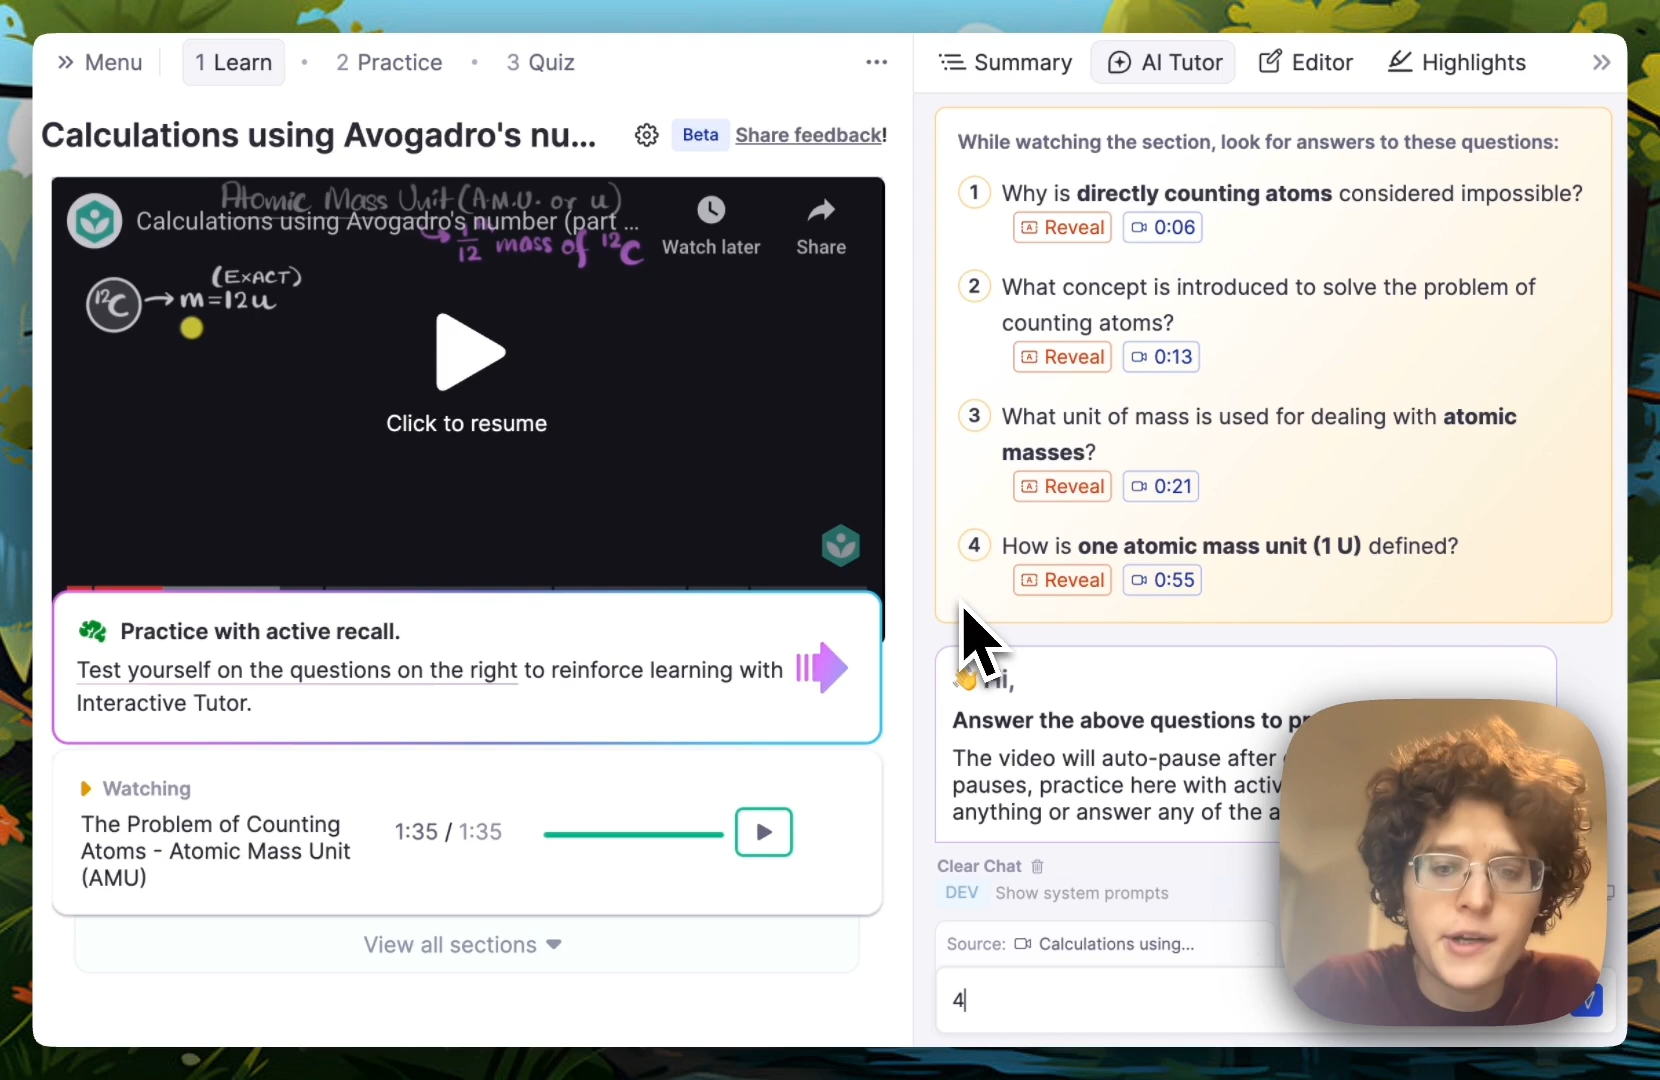 Menu
1 Learn
2 Practice
3 Quiz
Summary
AI Tutor
Editor
Highlights
Calculations using Avogadro's nu...
Beta
Share feedback!
Atomic Mass Unit (A.M.U. or u)
Calculations using Avogadro's number (part ...
1/12 mass of ¹²C
Watch later
Share
(EXACT)
¹²C → m=12u
Click to resume
Practice with active recall.
Test yourself on the questions on the right to reinforce learning with
Interactive Tutor.
Watching
The Problem of Counting
Atoms - Atomic Mass Unit
(AMU)
1:35 / 1:35
View all sections
While watching the section, look for answers to these questions:
1 Why is directly counting atoms considered impossible?
Reveal 0:06
2 What concept is introduced to solve the problem of
counting atoms?
Reveal 0:13
3 What unit of mass is used for dealing with atomic
masses?
Reveal 0:21
4 How is one atomic mass unit (1 U) defined?
Reveal 0:55
Hi,
Answer the above questions to
The video will auto-pause after
pauses, practice here with
anything or answer any of the
Clear Chat
DEV Show system prompts
Source: Calculations using...
4